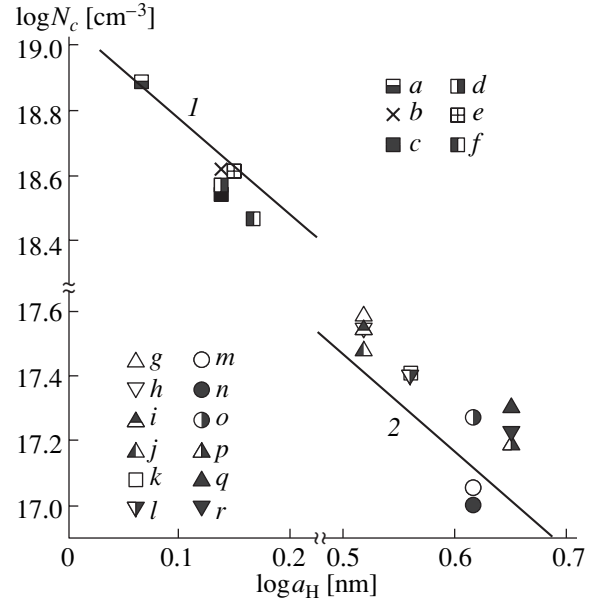 logN_c [cm^−3]
19.0
18.8
18.6
18.4
17.6
17.4
17.2
17.0
1
2
a d
b e
c f
g m
h n
i o
j p
k q
l r
0 0.1 0.2 0.5 0.6 0.7
loga_H [nm]